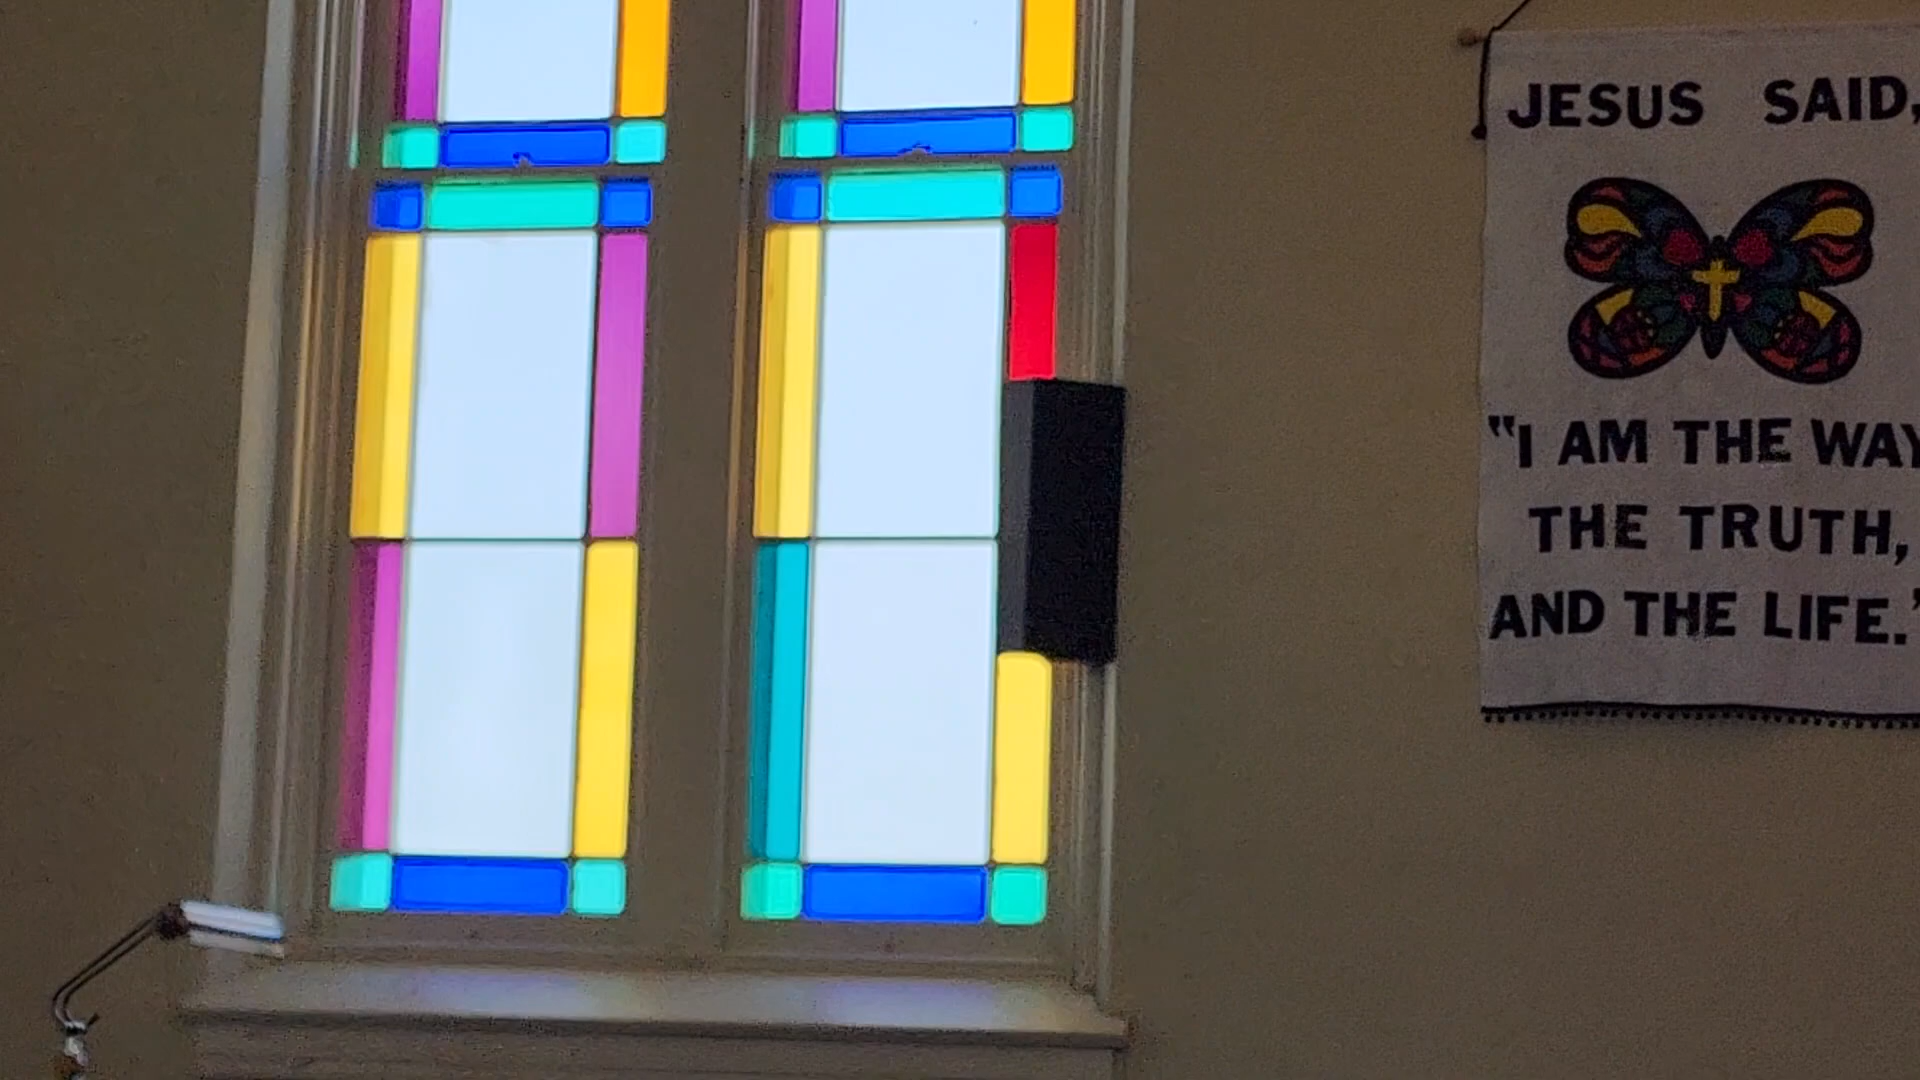 JESUS SAID,
"I AM THE WAY
THE TRUTH,
AND THE LIFE."